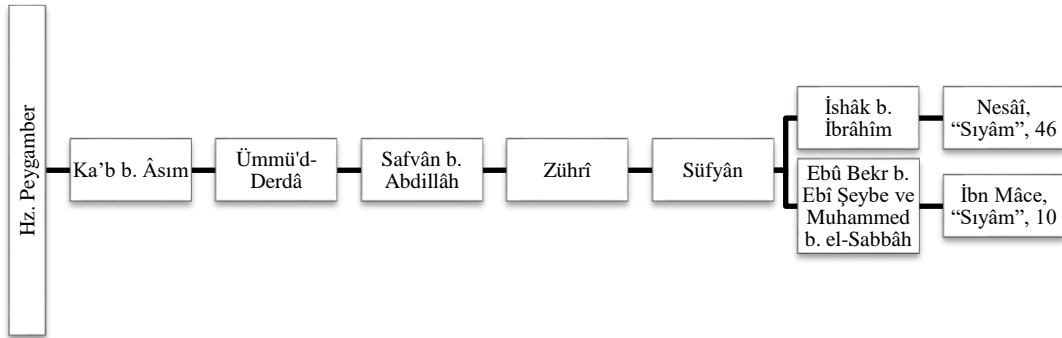 Hz. Peygamber
Ka’b b. Âsım
Ümmü'd-
Derdâ
Safvân b.
Abdillâh
Zührî
Süfyân
İshâk b.
İbrâhîm
Nesâî,
“Sıyâm”, 46
Ebû Bekr b.
Ebî Şeybe ve
Muhammed
b. el-Sabbâh
İbn Mâce,
“Sıyâm”, 10